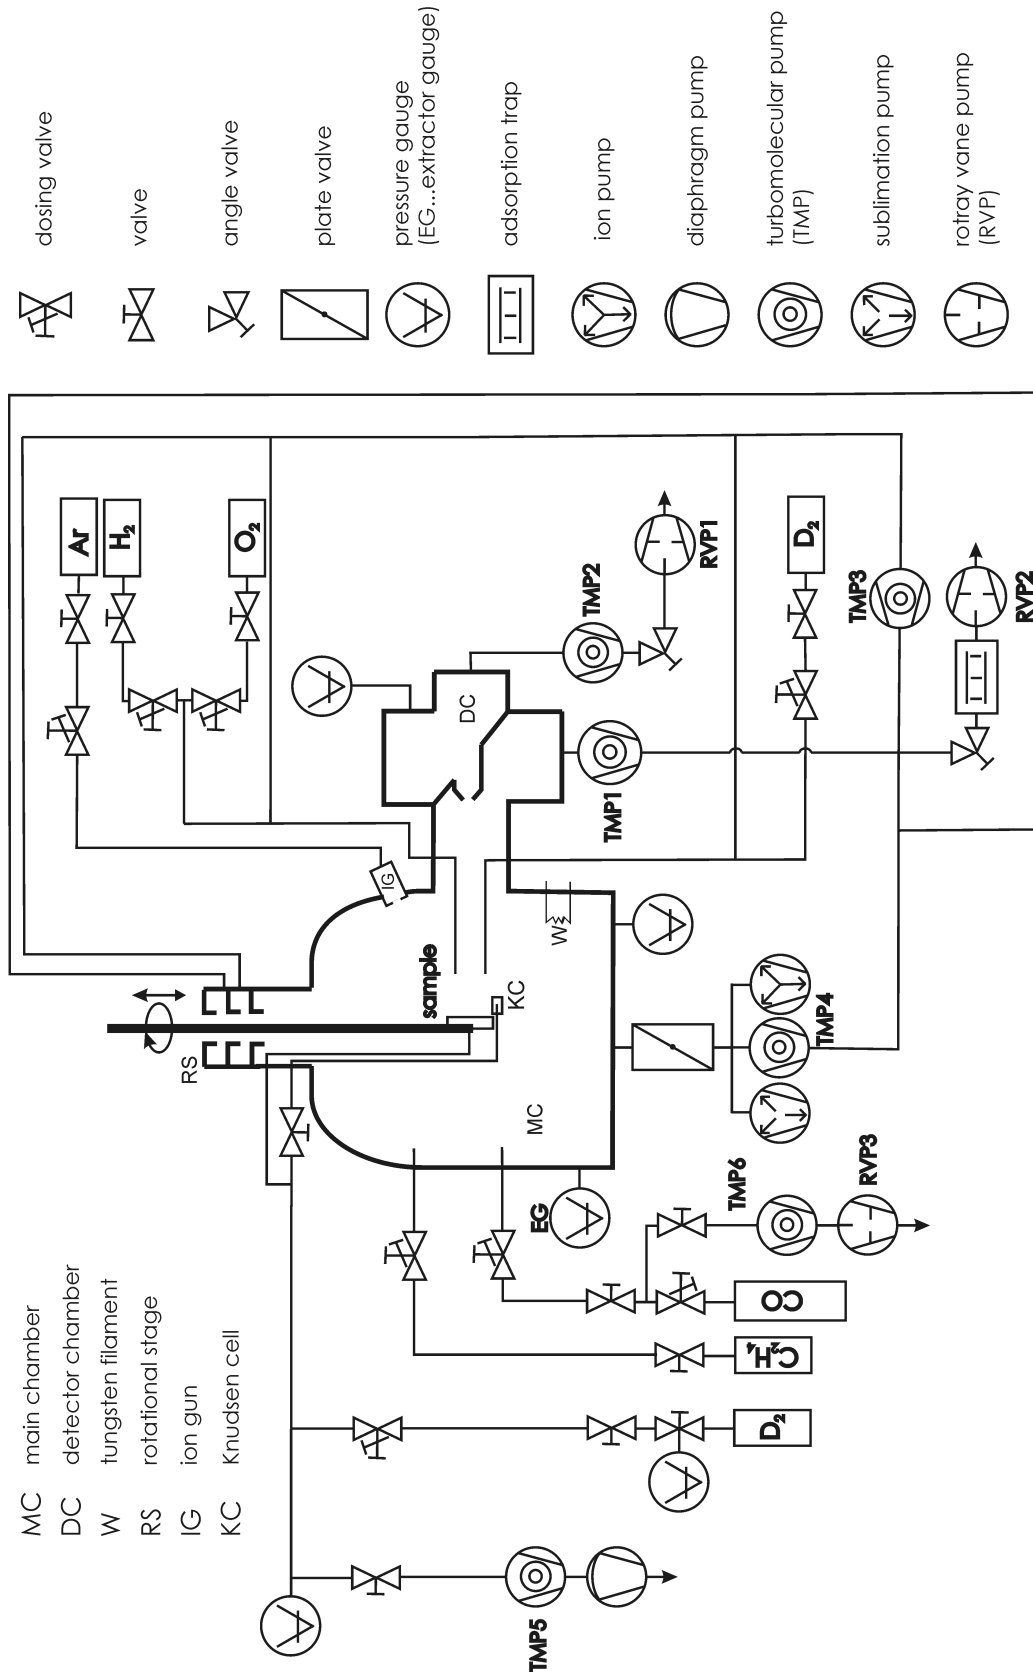 MC main chamber
DC detector chamber
W tungsten filament
RS rotational stage
IG ion gun
KC Knudsen cell
dosing valve
valve
angle valve
plate valve
pressure gauge
(EG...extractor gauge)
adsorption trap
ion pump
diaphragm pump
turbomolecular pump
(TMP)
sublimation pump
rotray vane pump
(RVP)
Ar
H₂
O₂
RS
IG
sample
KC
MC
DC
W
EG
TMP2
RVP1
TMP1
D₂
TMP3
RVP2
TMP4
TMP6
RVP3
CO
C₂H₄
D₂
TMP5